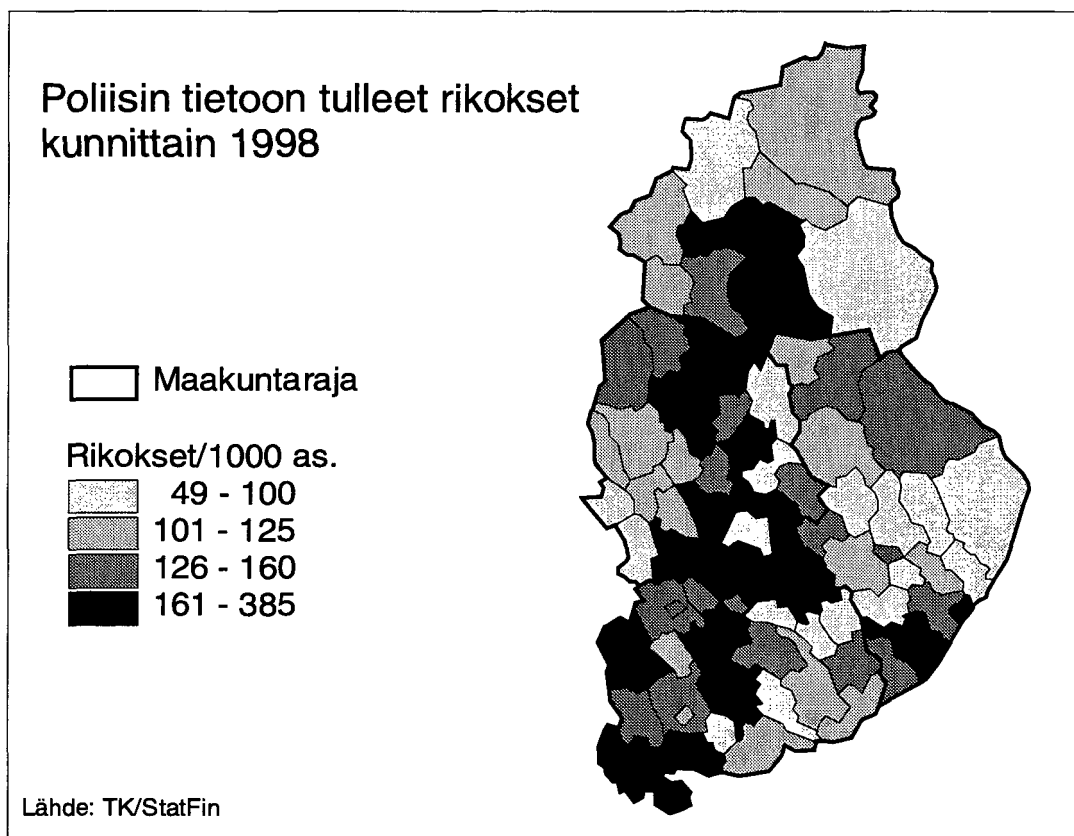 Poliisin tietoon tulleet rikokset
kunnittain 1998
Maakuntaraja
Rikokset/1000 as.
49 - 100
101 - 125
126 - 160
161 - 385
Lähde: TK/StatFin